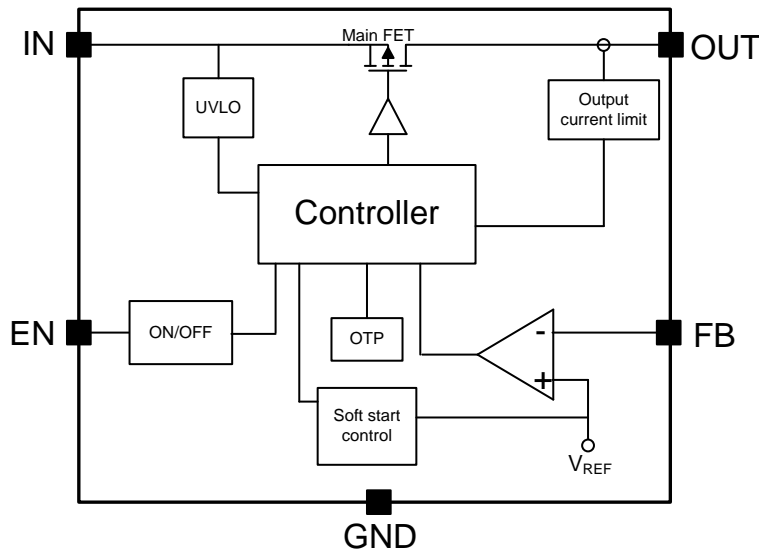 IN
Main FET
OUT
UVLO
Output
current limit
Controller
EN
ON/OFF
OTP
-
+
FB
Soft start
control
VREF
GND